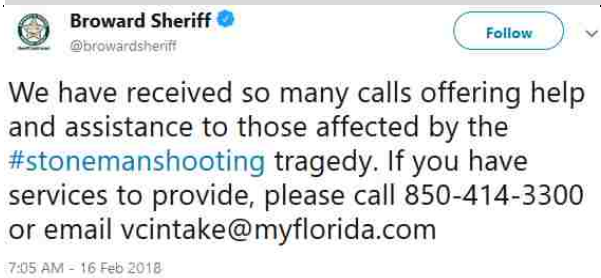 Broward Sheriff
@browardsheriff
Follow
We have received so many calls offering help
and assistance to those affected by the
#stonemanshooting tragedy. If you have
services to provide, please call 850-414-3300
or email vcintake@myflorida.com
7:05 AM - 16 Feb 2018